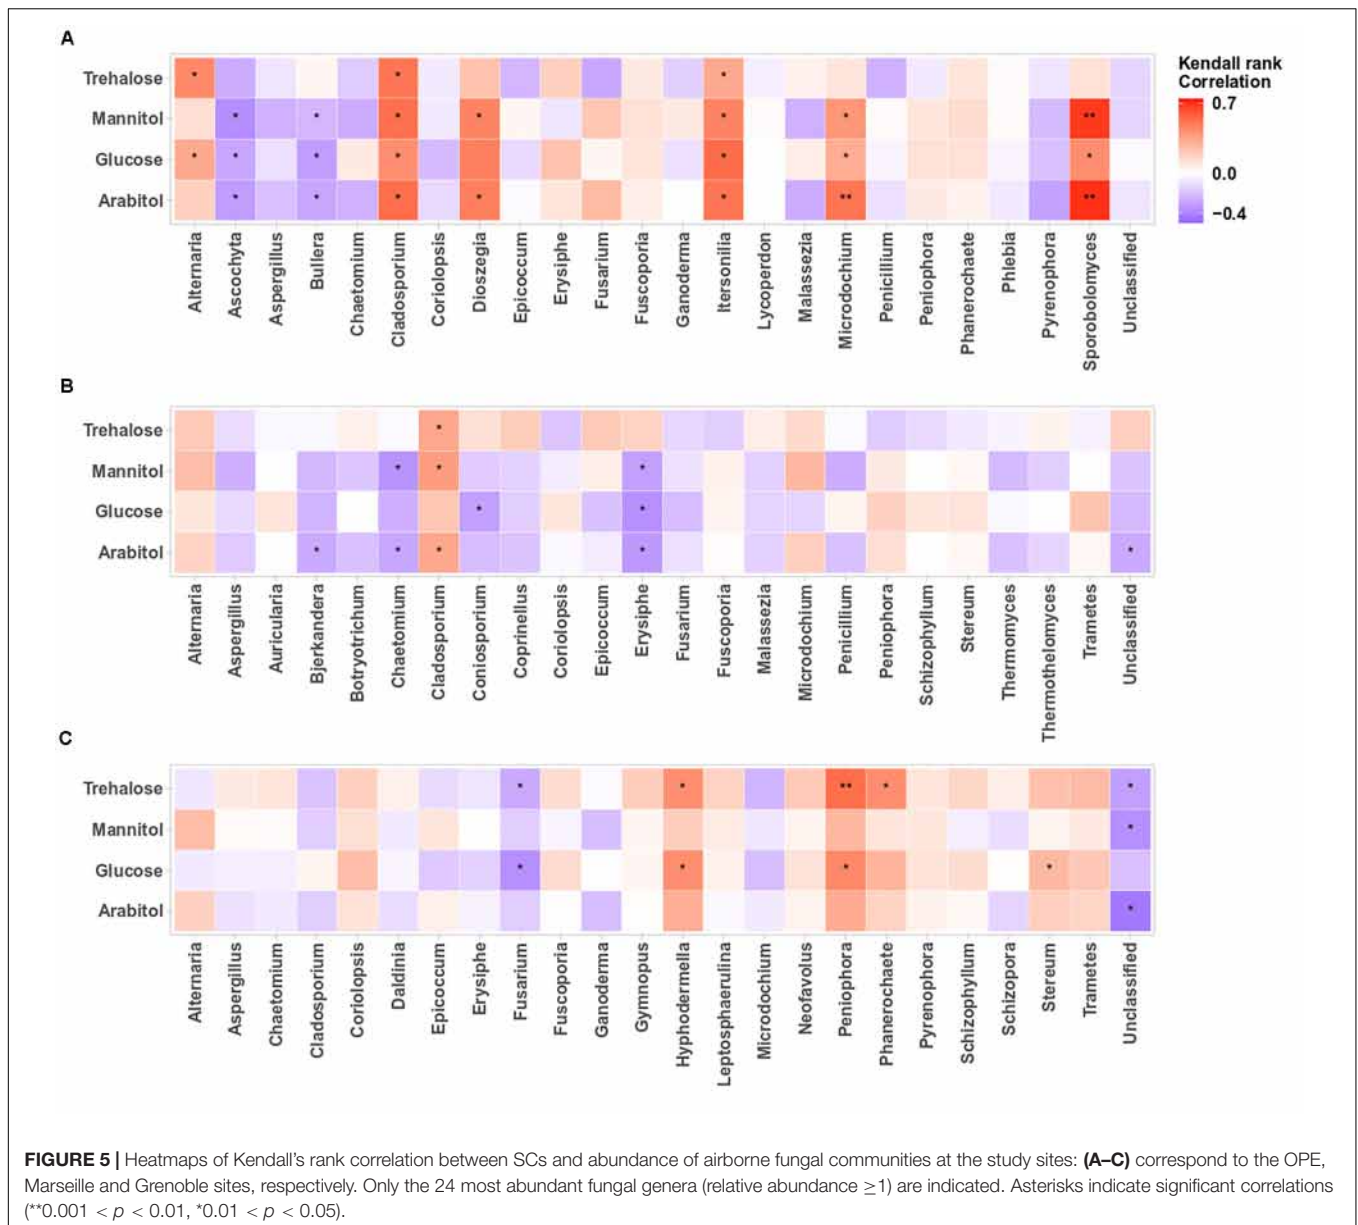 A
Kendall rank
Correlation
0.7
0.0
−0.4
Trehalose
Mannitol
Glucose
Arabitol
* * *
* * * * * * **
* * * * * * *
* * * * * * ** **
Alternaria
Ascochyta
Aspergillus
Bullera
Chaetomium
Cladosporium
Coriolopsis
Dioszegia
Epicoccum
Erysiphe
Fusarium
Fuscoporia
Ganoderma
Itersonilia
Lycoperdon
Malassezia
Microdochium
Penicillium
Peniophora
Phanerochaete
Phlebia
Pyrenophora
Sporobolomyces
Unclassified
B
Trehalose
Mannitol
Glucose
Arabitol
*
* * *
* *
* * * * *
Alternaria
Aspergillus
Auricularia
Bjerkandera
Botryotrichum
Chaetomium
Cladosporium
Coniosporium
Coprinellus
Coriolopsis
Epicoccum
Erysiphe
Fusarium
Fuscoporia
Malassezia
Microdochium
Penicillium
Peniophora
Schizophyllum
Stereum
Thermomyces
Thermothelomyces
Trametes
Unclassified
C
Trehalose
Mannitol
Glucose
Arabitol
* * ** * *
*
* * * *
*
Alternaria
Aspergillus
Chaetomium
Cladosporium
Coriolopsis
Daldinia
Epicoccum
Erysiphe
Fusarium
Fuscoporia
Ganoderma
Gymnopus
Hyphodermella
Leptosphaerulina
Microdochium
Neofavolus
Peniophora
Phanerochaete
Pyrenophora
Schizophyllum
Schizopora
Stereum
Trametes
Unclassified
FIGURE 5 | Heatmaps of Kendall's rank correlation between SCs and abundance of airborne fungal communities at the study sites: (A–C) correspond to the OPE,
Marseille and Grenoble sites, respectively. Only the 24 most abundant fungal genera (relative abundance ≥1) are indicated. Asterisks indicate significant correlations
(**0.001 < p < 0.01, *0.01 < p < 0.05).